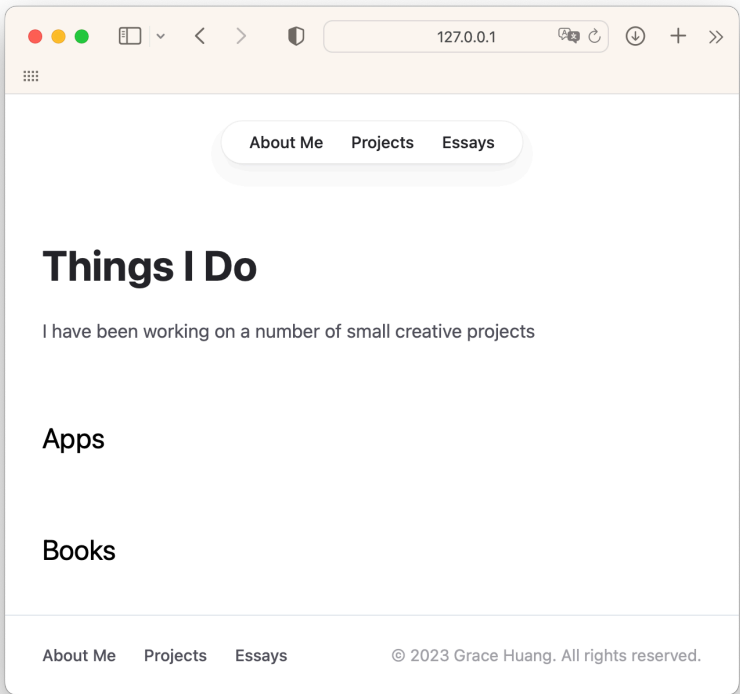 127.0.0.1
About Me Projects Essays
Things I Do
I have been working on a number of small creative projects
Apps
Books
About Me Projects Essays © 2023 Grace Huang. All rights reserved.